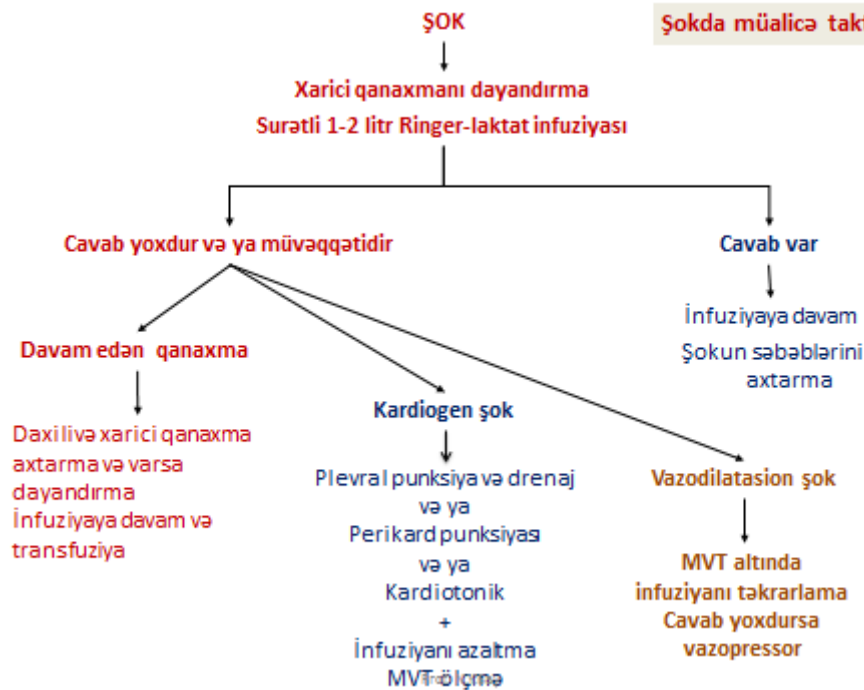 ŞOK
Şokda müalicə
Xarici qanaxmanı dayandırma
Surətli 1-2 litr Ringer-laktat infuziyası
Cavab yoxdur və ya müvəqqətidir
Cavab var
İnfuziyaya davam
Şokun səbəblərini
axtarma
Davam edən qanaxma
Daxili və xarici qanaxma
axtarma və varsa
dayandırma
İnfuziyaya davam və
transfuziya
Kardiogen şok
Plevral punksiya və drenaj
və ya
Perikard punksiyası
və ya
Kardiotonik
+
İnfuziyanı azaltma
MVT ölçmə
Vazodilatasion şok
MVT altında
infuziyanı təkrarlama
Cavab yoxdursa
vazopressor